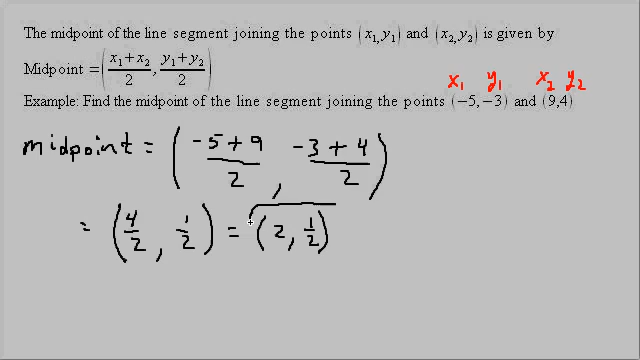 The midpoint of the line segment joining the points (x₁,y₁) and (x₂,y₂) is given by
Midpoint = ((x₁+x₂)/2, (y₁+y₂)/2)
x₁ y₁ x₂ y₂
Example: Find the midpoint of the line segment joining the points (−5,−3) and (9,4)
midpoint = ((-5+9)/2, (-3+4)/2)
= (4/2, 1/2) = (2, 1/2)